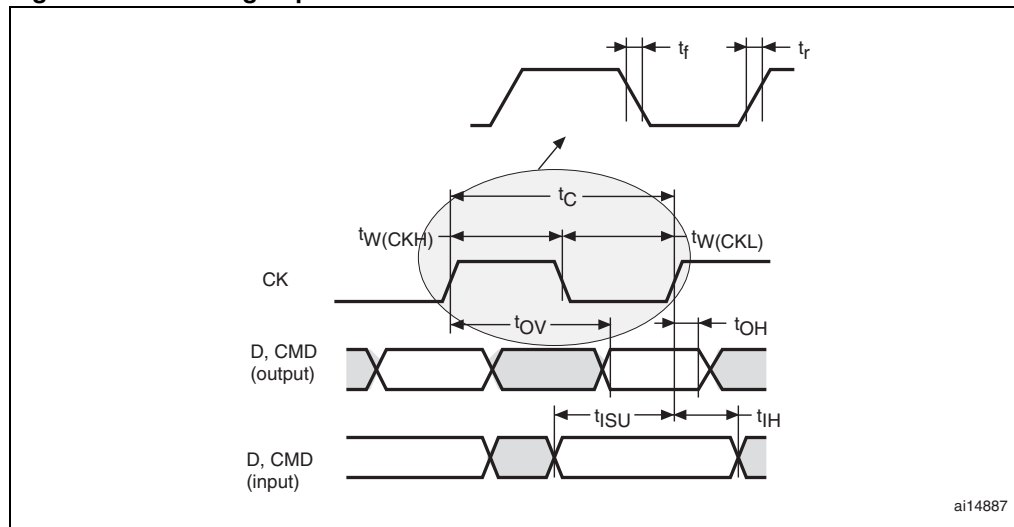 tf
tr
tC
tW(CKH)
tW(CKL)
CK
tOV
tOH
D, CMD
(output)
tISU
tIH
D, CMD
(input)
ai14887